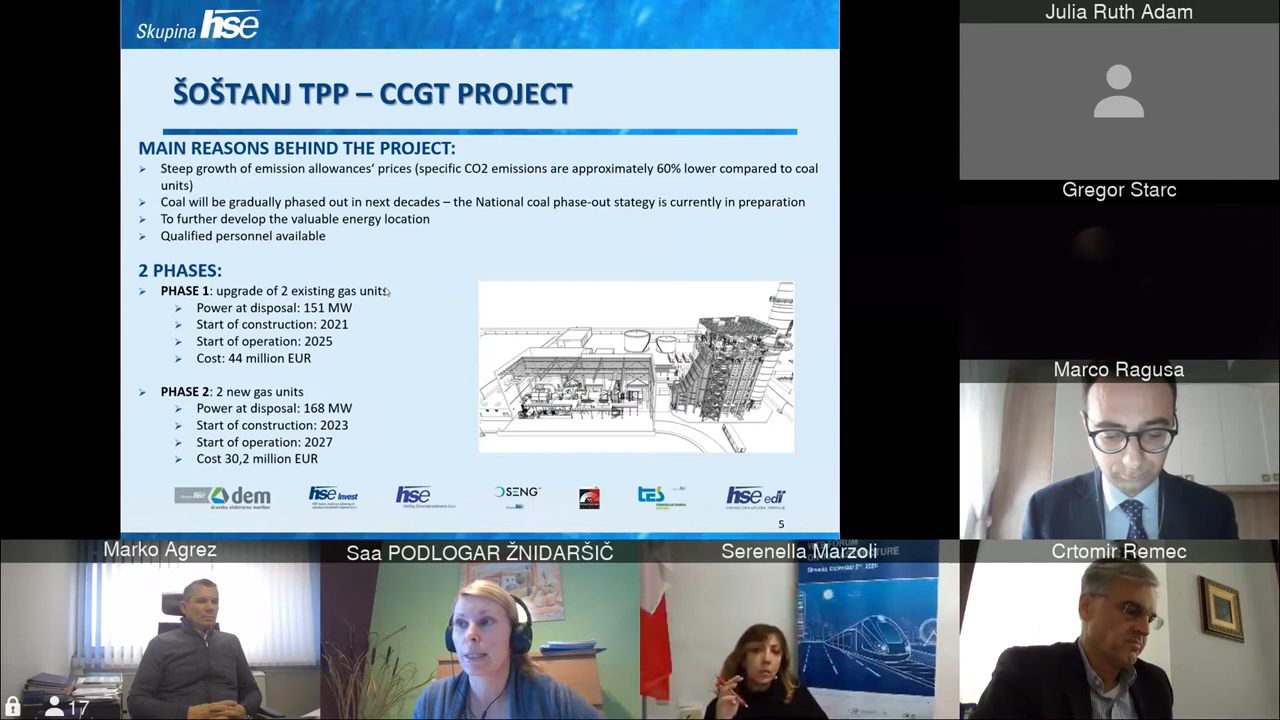 Skupina hse
ŠOŠTANJ TPP – CCGT PROJECT
MAIN REASONS BEHIND THE PROJECT:
Steep growth of emission allowances‘ prices (specific CO2 emissions are approximately 60% lower compared to coal
units)
Coal will be gradually phased out in next decades – the National coal phase-out stategy is currently in preparation
To further develop the valuable energy location
Qualified personnel available
2 PHASES:
PHASE 1: upgrade of 2 existing gas units
Power at disposal: 151 MW
Start of construction: 2021
Start of operation: 2025
Cost: 44 million EUR
PHASE 2: 2 new gas units
Power at disposal: 168 MW
Start of construction: 2023
Start of operation: 2027
Cost 30,2 million EUR
dem
hse Invest
hse
SENG
TEŠ
hse edt
5
Julia Ruth Adam
Gregor Starc
Marco Ragusa
Marko Agrez
Saa PODLOGAR ŽNIDARŠIČ
Serenella Marzoli
Crtomir Remec
17